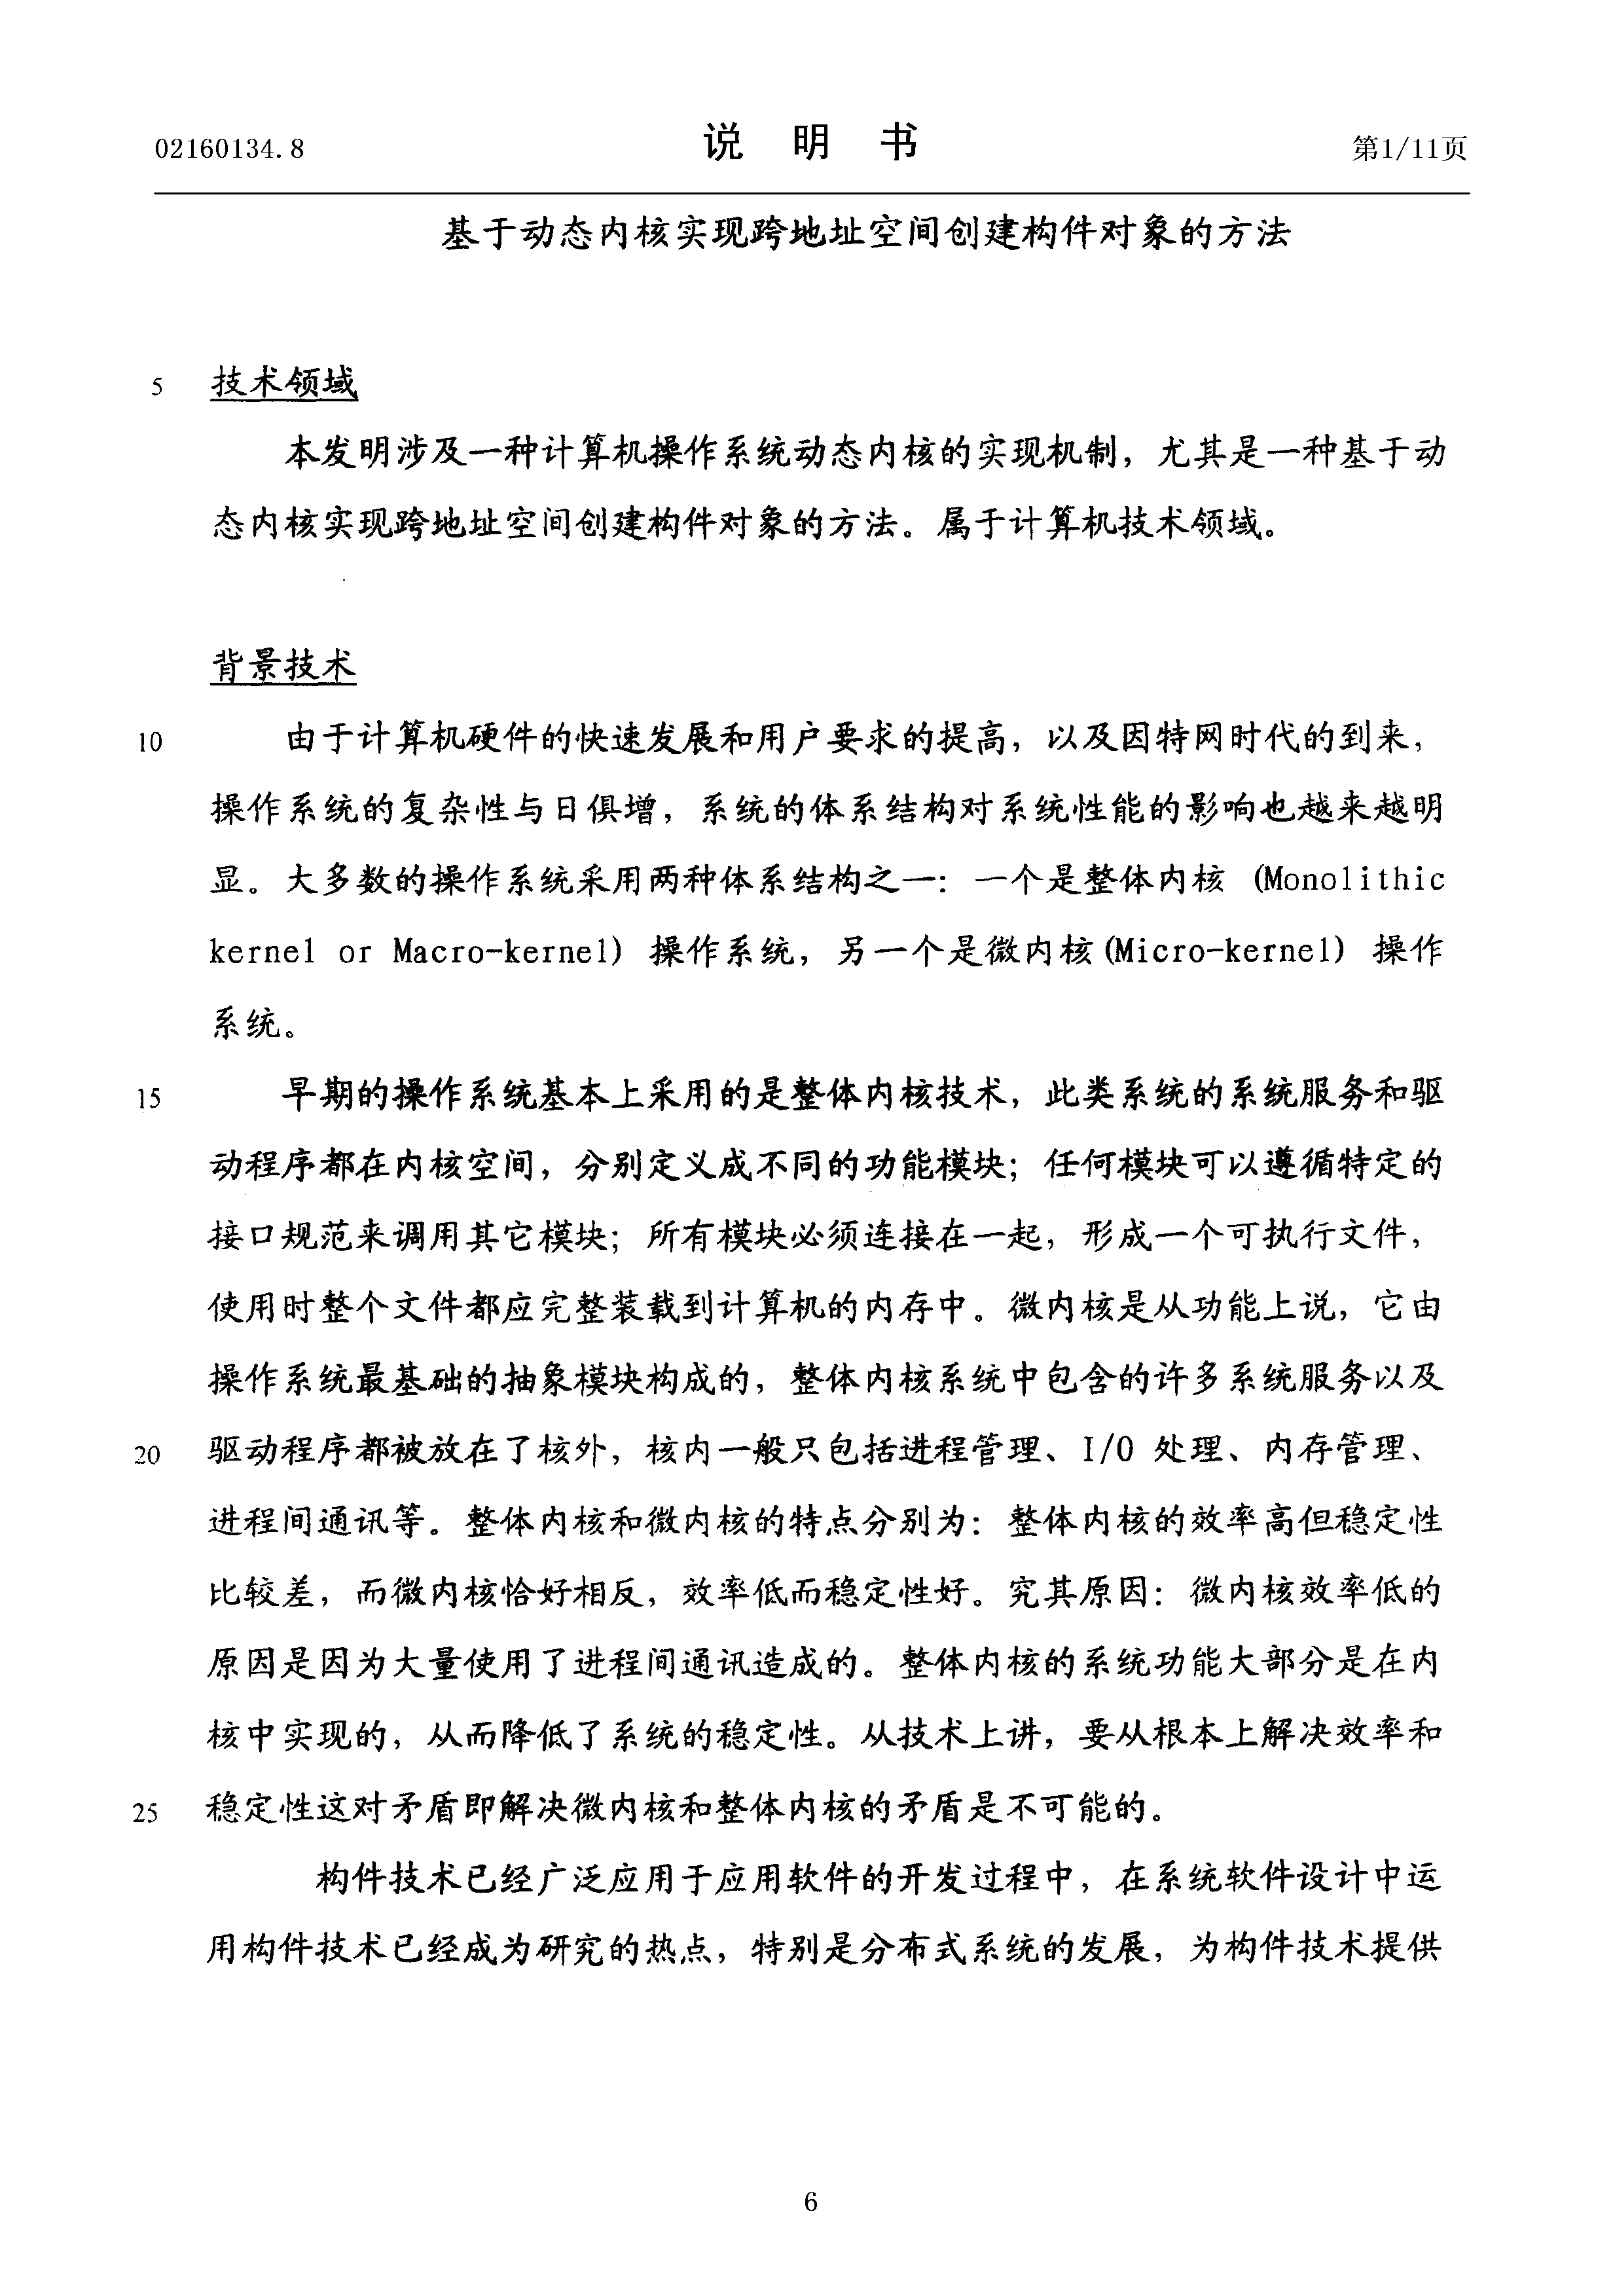 02160134.8
说 明 书
第1/11页
基于动态内核实现跨地址空间创建构件对象的方法
5 技术领域
本发明涉及一种计算机操作系统动态内核的实现机制，尤其是一种基于动
态内核实现跨地址空间创建构件对象的方法。属于计算机技术领域。
背景技术
10 由于计算机硬件的快速发展和用户要求的提高，以及因特网时代的到来，
操作系统的复杂性与日俱增，系统的体系结构对系统性能的影响也越来越明
显。大多数的操作系统采用两种体系结构之一：一个是整体内核 (Monolithic
kernel or Macro-kernel) 操作系统，另一个是微内核(Micro-kernel) 操作
系统。
15 早期的操作系统基本上采用的是整体内核技术，此类系统的系统服务和驱
动程序都在内核空间，分别定义成不同的功能模块；任何模块可以遵循特定的
接口规范来调用其它模块；所有模块必须连接在一起，形成一个可执行文件，
使用时整个文件都应完整装载到计算机的内存中。微内核是从功能上说，它由
操作系统最基础的抽象模块构成的，整体内核系统中包含的许多系统服务以及
20 驱动程序都被放在了核外，核内一般只包括进程管理、I/O 处理、内存管理、
进程间通讯等。整体内核和微内核的特点分别为：整体内核的效率高但稳定性
比较差，而微内核恰好相反，效率低而稳定性好。究其原因：微内核效率低的
原因是因为大量使用了进程间通讯造成的。整体内核的系统功能大部分是在内
核中实现的，从而降低了系统的稳定性。从技术上讲，要从根本上解决效率和
25 稳定性这对矛盾即解决微内核和整体内核的矛盾是不可能的。
构件技术已经广泛应用于应用软件的开发过程中，在系统软件设计中运
用构件技术已经成为研究的热点，特别是分布式系统的发展，为构件技术提供
6